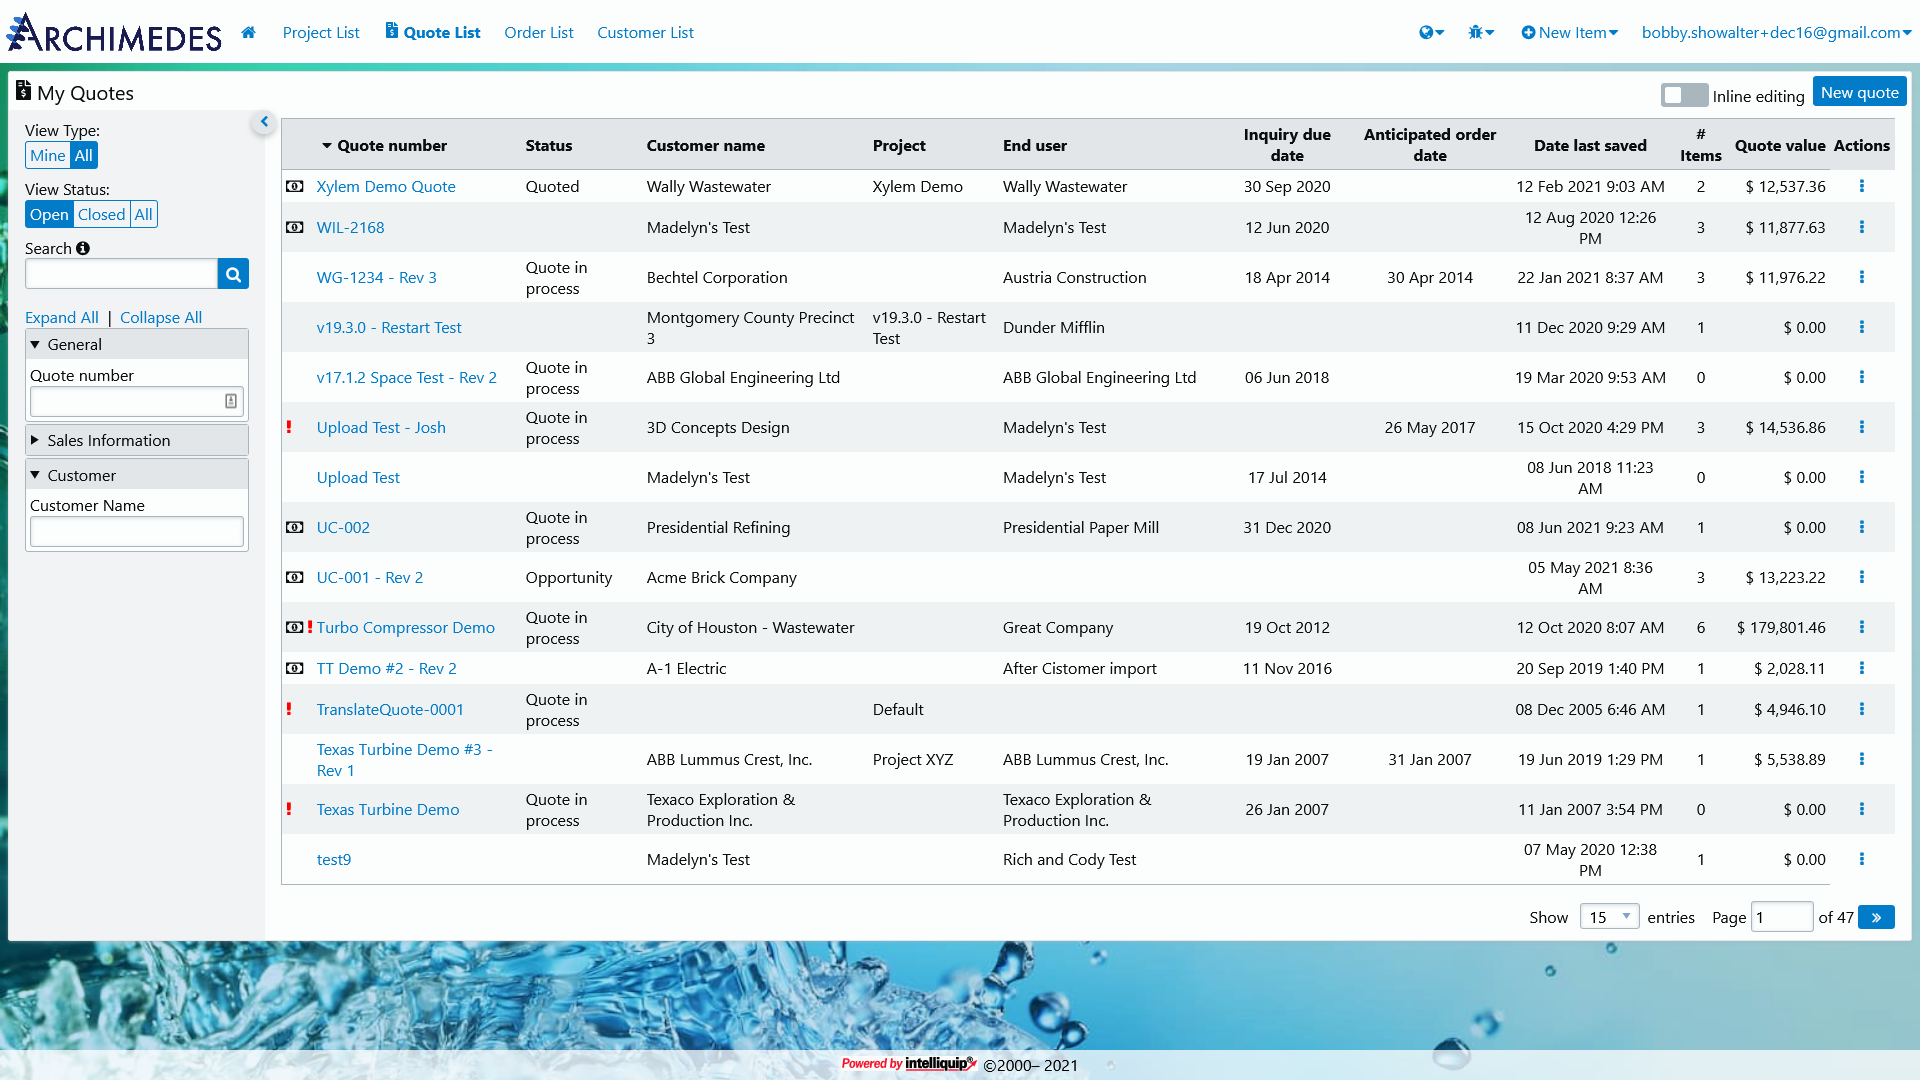 ARCHIMEDES Project List Quote List Order List Customer List New Item bobby.showalter+dec16@gmail.com
My Quotes Inline editing New quote
View Type:
Mine All
View Status:
Open Closed All
Search
Expand All | Collapse All
General
Quote number
Sales Information
Customer
Customer Name
Quote number Status Customer name Project End user Inquiry due date Anticipated order date Date last saved # Items Quote value Actions
Xylem Demo Quote Quoted Wally Wastewater Xylem Demo Wally Wastewater 30 Sep 2020 12 Feb 2021 9:03 AM 2 $ 12,537.36
WIL-2168 Madelyn's Test Madelyn's Test 12 Jun 2020 12 Aug 2020 12:26 PM 3 $ 11,877.63
WG-1234 - Rev 3 Quote in process Bechtel Corporation Austria Construction 18 Apr 2014 30 Apr 2014 22 Jan 2021 8:37 AM 3 $ 11,976.22
v19.3.0 - Restart Test Montgomery County Precinct 3 v19.3.0 - Restart Test Dunder Mifflin 11 Dec 2020 9:29 AM 1 $ 0.00
v17.1.2 Space Test - Rev 2 Quote in process ABB Global Engineering Ltd ABB Global Engineering Ltd 06 Jun 2018 19 Mar 2020 9:53 AM 0 $ 0.00
! Upload Test - Josh Quote in process 3D Concepts Design Madelyn's Test 26 May 2017 15 Oct 2020 4:29 PM 3 $ 14,536.86
Upload Test Madelyn's Test Madelyn's Test 17 Jul 2014 08 Jun 2018 11:23 AM 0 $ 0.00
UC-002 Quote in process Presidential Refining Presidential Paper Mill 31 Dec 2020 08 Jun 2021 9:23 AM 1 $ 0.00
UC-001 - Rev 2 Opportunity Acme Brick Company 05 May 2021 8:36 AM 3 $ 13,223.22
! Turbo Compressor Demo Quote in process City of Houston - Wastewater Great Company 19 Oct 2012 12 Oct 2020 8:07 AM 6 $ 179,801.46
TT Demo #2 - Rev 2 A-1 Electric After Cistomer import 11 Nov 2016 20 Sep 2019 1:40 PM 1 $ 2,028.11
! TranslateQuote-0001 Quote in process Default 08 Dec 2005 6:46 AM 1 $ 4,946.10
Texas Turbine Demo #3 - Rev 1 ABB Lummus Crest, Inc. Project XYZ ABB Lummus Crest, Inc. 19 Jan 2007 31 Jan 2007 19 Jun 2019 1:29 PM 1 $ 5,538.89
! Texas Turbine Demo Quote in process Texaco Exploration & Production Inc. Texaco Exploration & Production Inc. 26 Jan 2007 11 Jan 2007 3:54 PM 0 $ 0.00
test9 Madelyn's Test Rich and Cody Test 07 May 2020 12:38 PM 1 $ 0.00
Show 15 entries Page 1 of 47 »
Powered by intelliquip ©2000– 2021